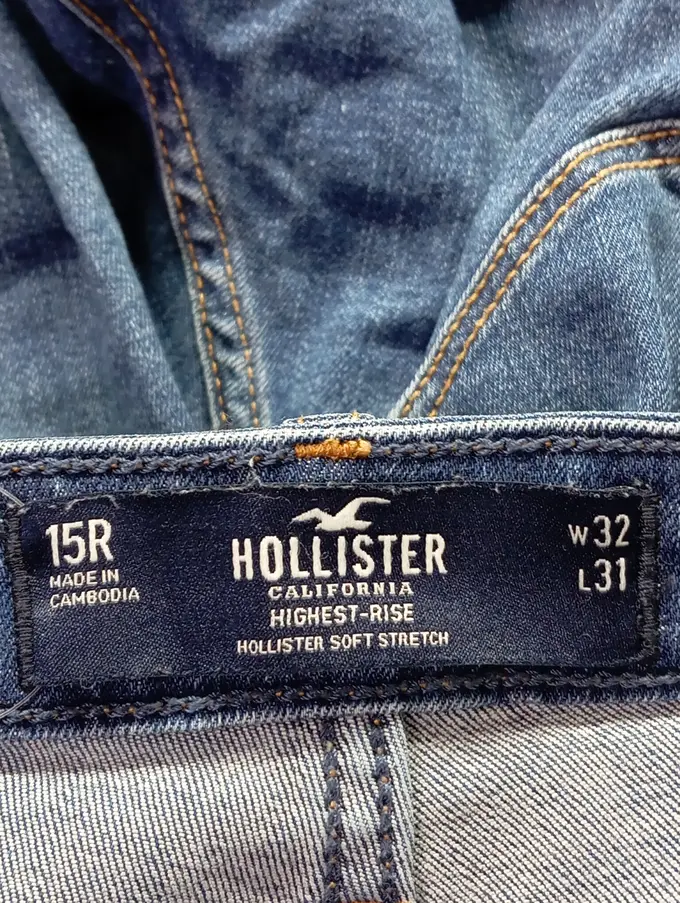 15R
MADE IN
CAMBODIA
HOLLISTER
CALIFORNIA
HIGHEST-RISE
HOLLISTER SOFT STRETCH
W32
L31